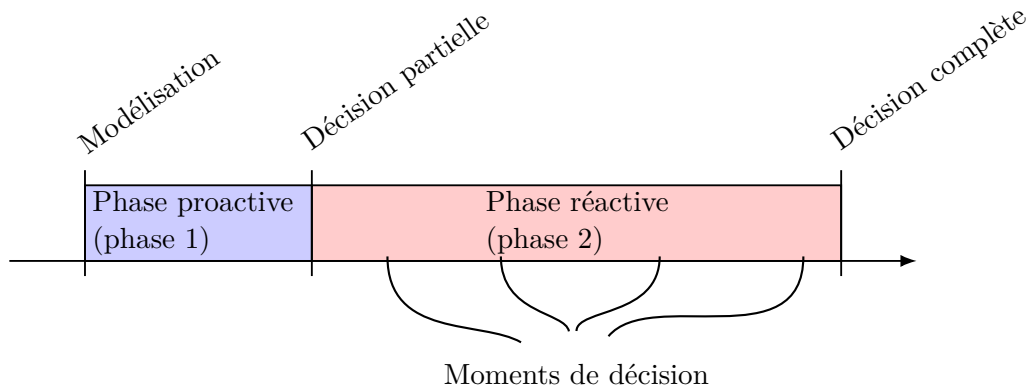 Modélisation
Décision partielle
Décision complète
Phase proactive
(phase 1)
Phase réactive
(phase 2)
Moments de décision